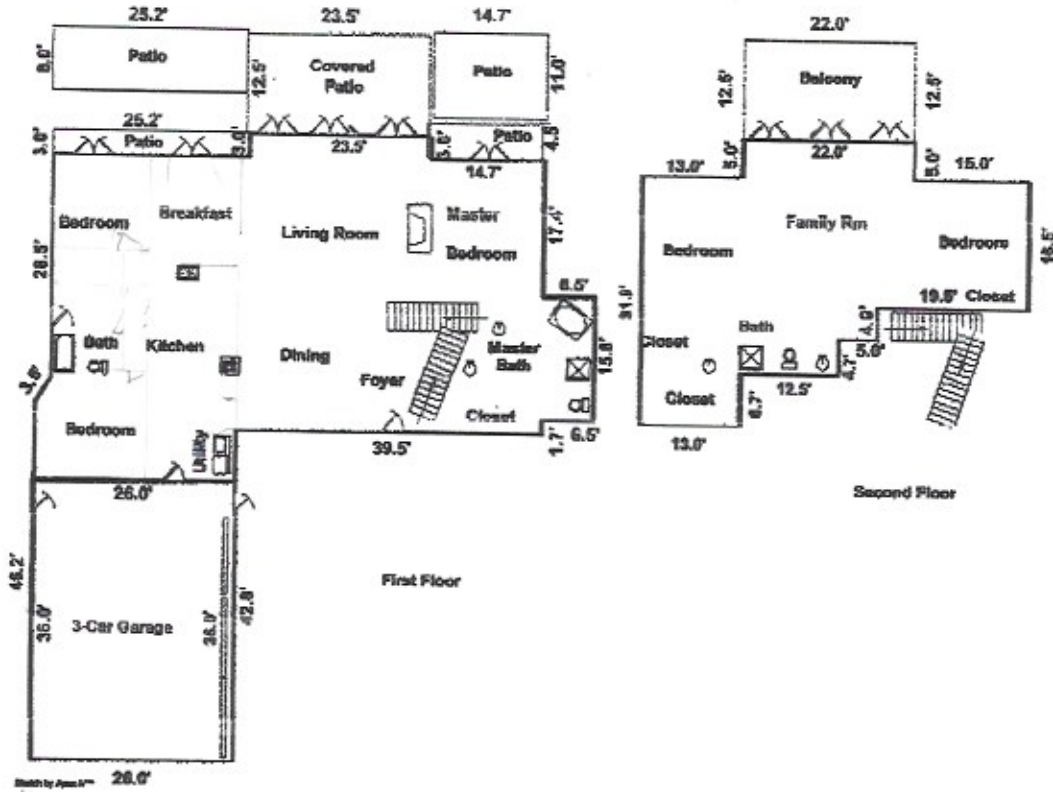 25.2'
23.5'
14.7'
22.0'
8.0'
Patio
12.5'
Covered
Patio
Patio
11.0'
12.5'
Balcony
12.5'
25.2'
3.0'
Patio
3.0'
23.5'
Patio
4.5
14.7'
13.0'
5.0'
22.0'
5.0'
15.0'
Bedroom
Breakfast
Living Room
Master
Bedroom
17.4'
Family Rm
Bedroom
Bedroom
28.5'
6.5'
31.9'
19.5'
Closet
Bath
Kitchen
Dining
Foyer
Master
Bath
15.8'
Closet
Bath
4.0'
5.0'
4.7'
Closet
12.5'
6.7'
3.6'
Bedroom
Utility
Closet
39.5'
1.7'
6.5'
13.0'
26.0'
Second Floor
46.2'
36.0'
3-Car Garage
36.0'
42.8'
First Floor
26.0'